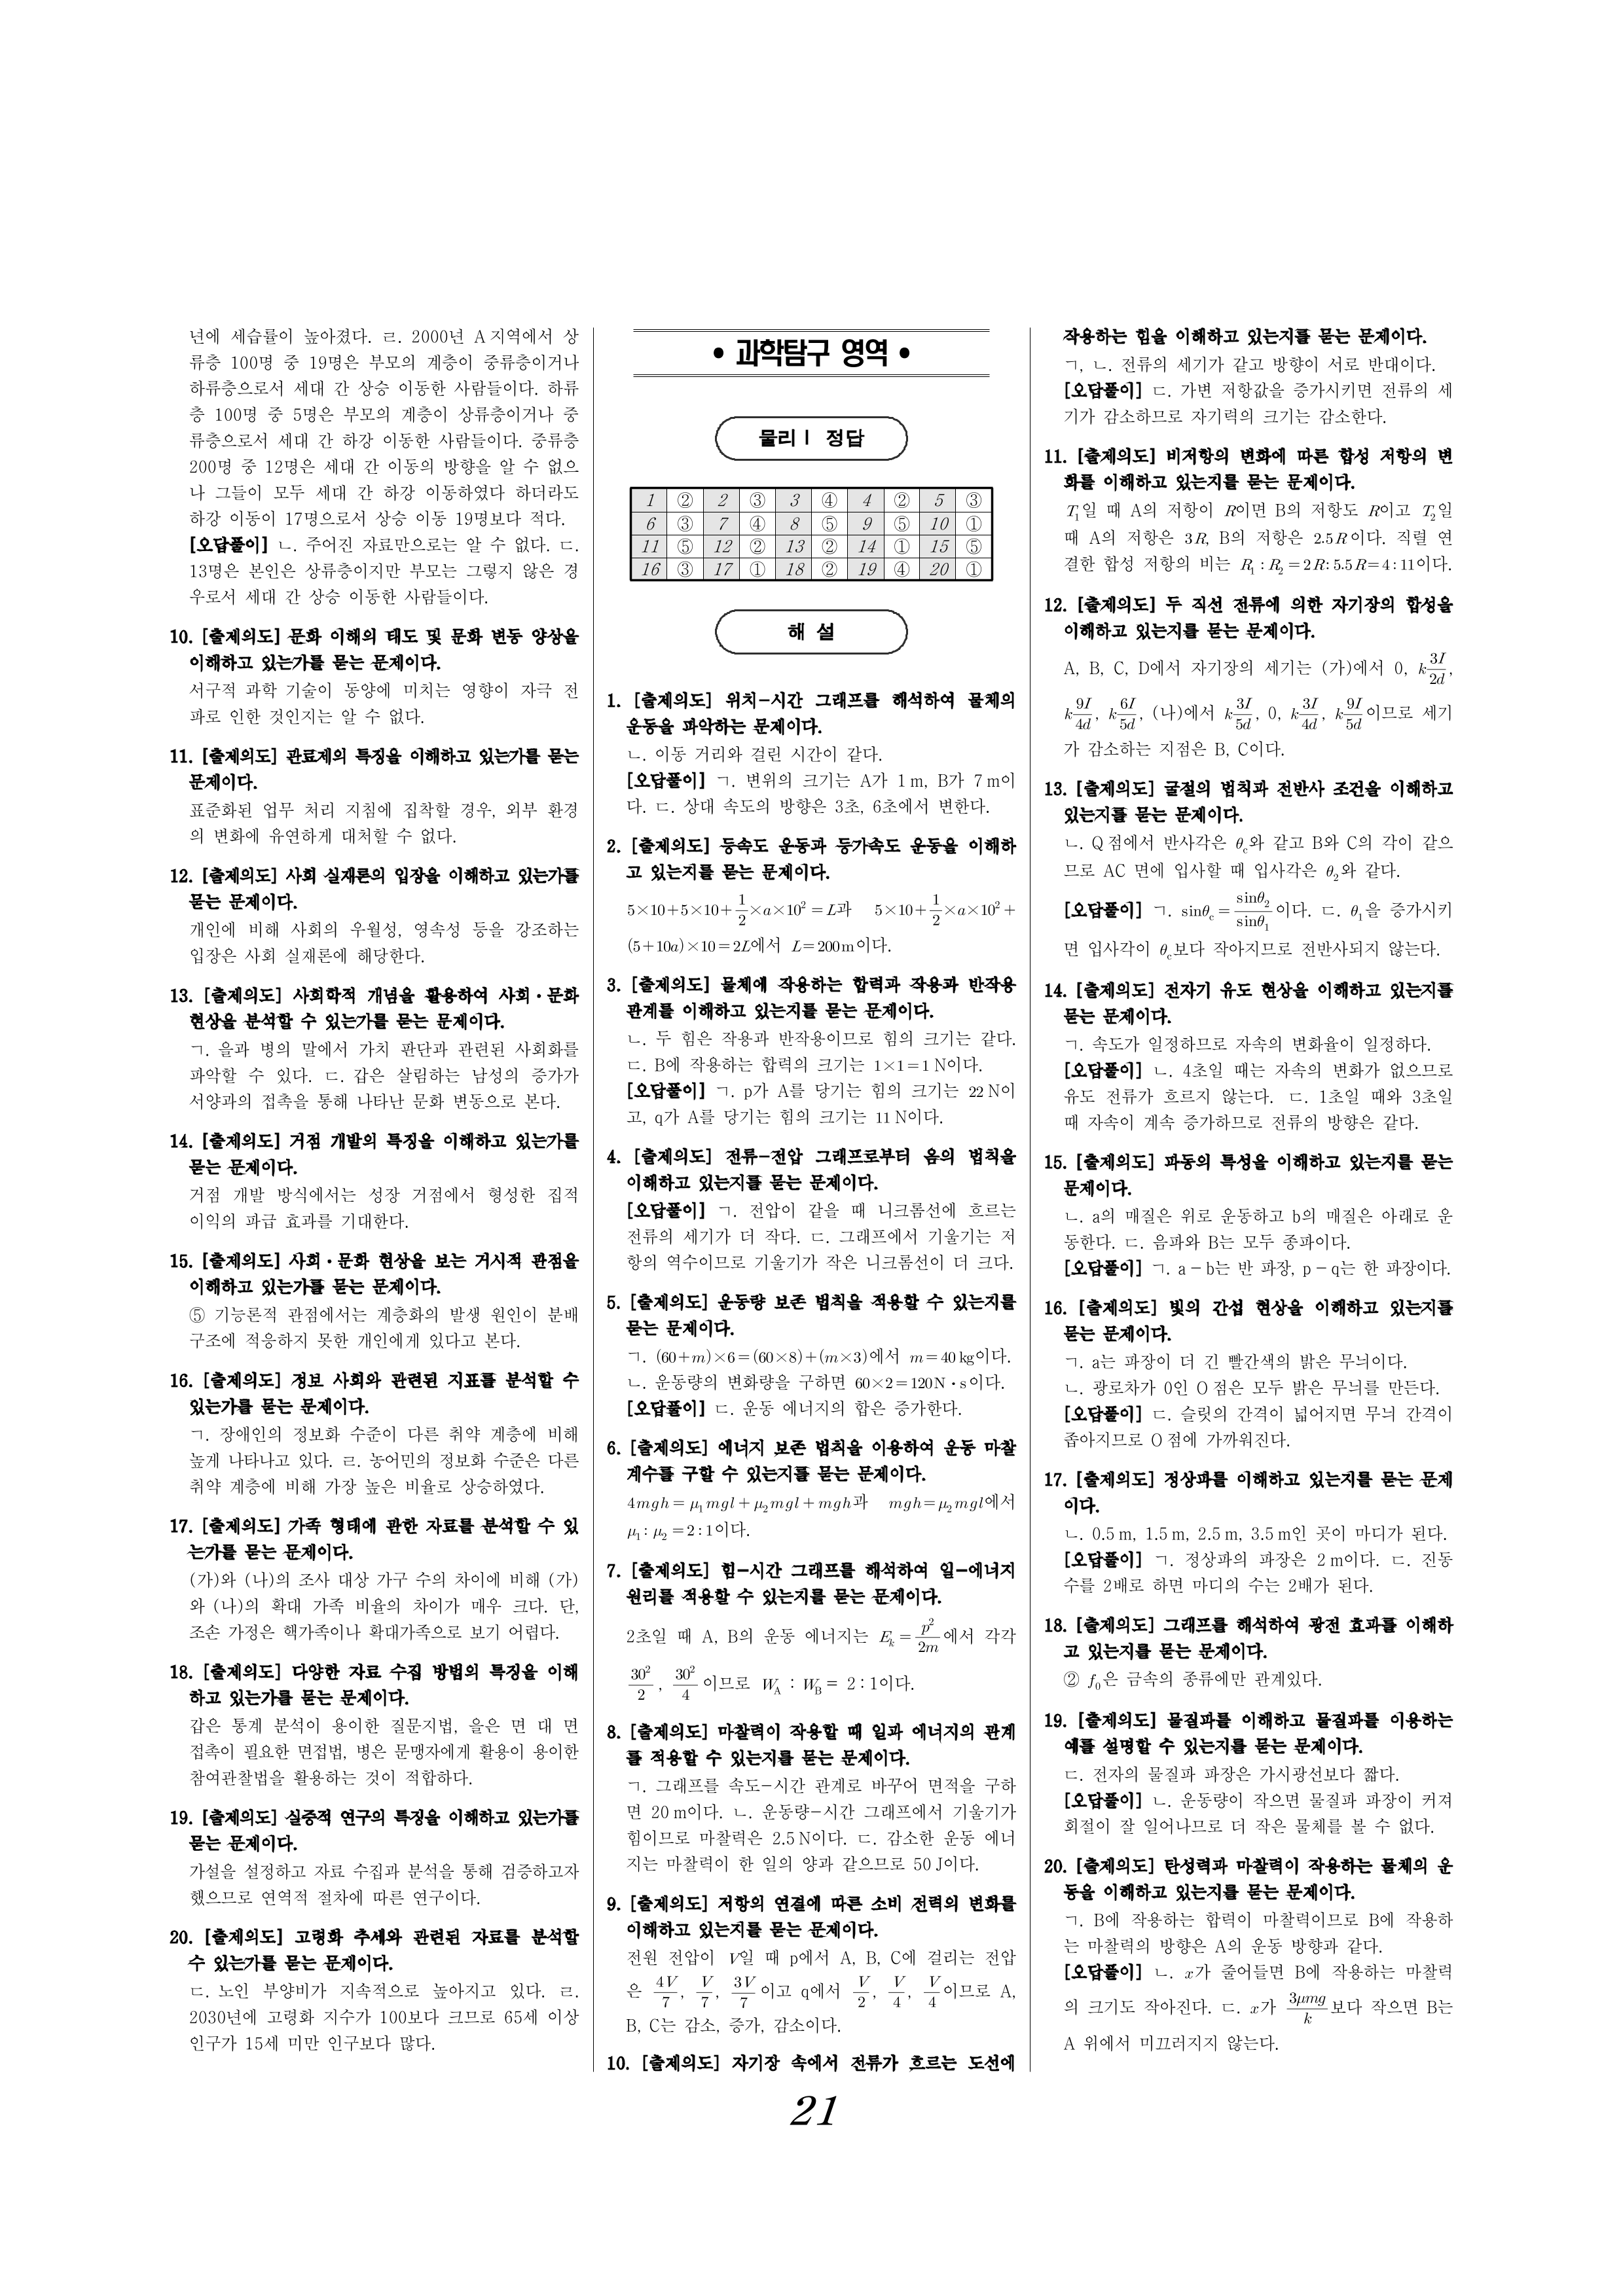 년에 세습률이 높아졌다. ㄹ. 2000년 A 지역에서 상
류층 100명 중 19명은 부모의 계층이 중류층이거나
하류층으로서 세대 간 상승 이동한 사람들이다. 하류
층 100명 중 5명은 부모의 계층이 상류층이거나 중
류층으로서 세대 간 하강 이동한 사람들이다. 중류층
200명 중 12명은 세대 간 이동의 방향을 알 수 없으
나 그들이 모두 세대 간 하강 이동하였다 하더라도
하강 이동이 17명으로서 상승 이동 19명보다 적다.
[오답풀이] ㄴ. 주어진 자료만으로는 알 수 없다. ㄷ.
13명은 본인은 상류층이지만 부모는 그렇지 않은 경
우로서 세대 간 상승 이동한 사람들이다.
10. [출제의도] 문화 이해의 태도 및 문화 변동 양상을
이해하고 있는가를 묻는 문제이다.
서구적 과학 기술이 동양에 미치는 영향이 자극 전
파로 인한 것인지는 알 수 없다.
11. [출제의도] 관료제의 특징을 이해하고 있는가를 묻는
문제이다.
표준화된 업무 처리 지침에 집착할 경우, 외부 환경
의 변화에 유연하게 대처할 수 없다.
12. [출제의도] 사회 실재론의 입장을 이해하고 있는가를
묻는 문제이다.
개인에 비해 사회의 우월성, 영속성 등을 강조하는
입장은 사회 실재론에 해당한다.
13. [출제의도] 사회학적 개념을 활용하여 사회・문화
현상을 분석할 수 있는가를 묻는 문제이다.
ㄱ. 을과 병의 말에서 가치 판단과 관련된 사회화를
파악할 수 있다. ㄷ. 갑은 살림하는 남성의 증가가
서양과의 접촉을 통해 나타난 문화 변동으로 본다.
14. [출제의도] 거점 개발의 특징을 이해하고 있는가를
묻는 문제이다.
거점 개발 방식에서는 성장 거점에서 형성한 집적
이익의 파급 효과를 기대한다.
15. [출제의도] 사회・문화 현상을 보는 거시적 관점을
이해하고 있는가를 묻는 문제이다.
⑤ 기능론적 관점에서는 계층화의 발생 원인이 분배
구조에 적응하지 못한 개인에게 있다고 본다.
16. [출제의도] 정보 사회와 관련된 지표를 분석할 수
있는가를 묻는 문제이다.
ㄱ. 장애인의 정보화 수준이 다른 취약 계층에 비해
높게 나타나고 있다. ㄹ. 농어민의 정보화 수준은 다른
취약 계층에 비해 가장 높은 비율로 상승하였다.
17. [출제의도] 가족 형태에 관한 자료를 분석할 수 있
는가를 묻는 문제이다.
(가)와 (나)의 조사 대상 가구 수의 차이에 비해 (가)
와 (나)의 확대 가족 비율의 차이가 매우 크다. 단,
조손 가정은 핵가족이나 확대가족으로 보기 어렵다.
18. [출제의도] 다양한 자료 수집 방법의 특징을 이해
하고 있는가를 묻는 문제이다.
갑은 통계 분석이 용이한 질문지법, 을은 면 대 면
접촉이 필요한 면접법, 병은 문맹자에게 활용이 용이한
참여관찰법을 활용하는 것이 적합하다.
19. [출제의도] 실증적 연구의 특징을 이해하고 있는가를
묻는 문제이다.
가설을 설정하고 자료 수집과 분석을 통해 검증하고자
했으므로 연역적 절차에 따른 연구이다.
20. [출제의도] 고령화 추세와 관련된 자료를 분석할
수 있는가를 묻는 문제이다.
ㄷ. 노인 부양비가 지속적으로 높아지고 있다. ㄹ.
2030년에 고령화 지수가 100보다 크므로 65세 이상
인구가 15세 미만 인구보다 많다.
• 과학탐구 영역 •
물리Ⅰ 정답
1 ② 2 ③ 3 ④ 4 ② 5 ③
6 ③ 7 ④ 8 ⑤ 9 ⑤ 10 ①
11 ⑤ 12 ② 13 ② 14 ① 15 ⑤
16 ③ 17 ① 18 ② 19 ④ 20 ①
해 설
1. [출제의도] 위치-시간 그래프를 해석하여 물체의
운동을 파악하는 문제이다.
ㄴ. 이동 거리와 걸린 시간이 같다.
[오답풀이] ㄱ. 변위의 크기는 A가 1 m, B가 7 m이
다. ㄷ. 상대 속도의 방향은 3초, 6초에서 변한다.
2. [출제의도] 등속도 운동과 등가속도 운동을 이해하
고 있는지를 묻는 문제이다.
5×10+5×10+\frac{1}{2}×a×10² = L과 5×10+\frac{1}{2}×a×10²+
(5+10a)×10=2L에서 L=200m이다.
3. [출제의도] 물체에 작용하는 합력과 작용과 반작용
관계를 이해하고 있는지를 묻는 문제이다.
ㄴ. 두 힘은 작용과 반작용이므로 힘의 크기는 같다.
ㄷ. B에 작용하는 합력의 크기는 1×1=1 N이다.
[오답풀이] ㄱ. p가 A를 당기는 힘의 크기는 22 N이
고, q가 A를 당기는 힘의 크기는 11 N이다.
4. [출제의도] 전류-전압 그래프로부터 옴의 법칙을
이해하고 있는지를 묻는 문제이다.
[오답풀이] ㄱ. 전압이 같을 때 니크롬선에 흐르는
전류의 세기가 더 작다. ㄷ. 그래프에서 기울기는 저
항의 역수이므로 기울기가 작은 니크롬선이 더 크다.
5. [출제의도] 운동량 보존 법칙을 적용할 수 있는지를
묻는 문제이다.
ㄱ. (60+m)×6=(60×8)+(m×3)에서 m=40 kg이다.
ㄴ. 운동량의 변화량을 구하면 60×2=120N・s이다.
[오답풀이] ㄷ. 운동 에너지의 합은 증가한다.
6. [출제의도] 에너지 보존 법칙을 이용하여 운동 마찰
계수를 구할 수 있는지를 묻는 문제이다.
4mgh = μ₁mgl + μ₂mgl + mgh과 mgh = μ₂mgl에서
μ₁ : μ₂ = 2 : 1이다.
7. [출제의도] 힘-시간 그래프를 해석하여 일-에너지
원리를 적용할 수 있는지를 묻는 문제이다.
2초일 때 A, B의 운동 에너지는 E_k = \frac{p²}{2m}에서 각각
\frac{30²}{2}, \frac{30²}{4}이므로 W_A : W_B = 2 : 1이다.
8. [출제의도] 마찰력이 작용할 때 일과 에너지의 관계
를 적용할 수 있는지를 묻는 문제이다.
ㄱ. 그래프를 속도-시간 관계로 바꾸어 면적을 구하
면 20 m이다. ㄴ. 운동량-시간 그래프에서 기울기가
힘이므로 마찰력은 2.5 N이다. ㄷ. 감소한 운동 에너
지는 마찰력이 한 일의 양과 같으므로 50 J이다.
9. [출제의도] 저항의 연결에 따른 소비 전력의 변화를
이해하고 있는지를 묻는 문제이다.
전원 전압이 V일 때 p에서 A, B, C에 걸리는 전압
은 \frac{4V}{7}, \frac{V}{7}, \frac{3V}{7}이고 q에서 \frac{V}{2}, \frac{V}{4}, \frac{V}{4}이므로 A,
B, C는 감소, 증가, 감소이다.
10. [출제의도] 자기장 속에서 전류가 흐르는 도선에
작용하는 힘을 이해하고 있는지를 묻는 문제이다.
ㄱ, ㄴ. 전류의 세기가 같고 방향이 서로 반대이다.
[오답풀이] ㄷ. 가변 저항값을 증가시키면 전류의 세
기가 감소하므로 자기력의 크기는 감소한다.
11. [출제의도] 비저항의 변화에 따른 합성 저항의 변
화를 이해하고 있는지를 묻는 문제이다.
T₁일 때 A의 저항이 R이면 B의 저항도 R이고 T₂일
때 A의 저항은 3R, B의 저항은 2.5R이다. 직렬 연
결한 합성 저항의 비는 R₁ : R₂ = 2R : 5.5R = 4 : 11이다.
12. [출제의도] 두 직선 전류에 의한 자기장의 합성을
이해하고 있는지를 묻는 문제이다.
A, B, C, D에서 자기장의 세기는 (가)에서 0, k\frac{3I}{2d},
k\frac{9I}{4d}, k\frac{6I}{5d}, (나)에서 k\frac{3I}{5d}, 0, k\frac{3I}{4d}, k\frac{9I}{5d}이므로 세기
가 감소하는 지점은 B, C이다.
13. [출제의도] 굴절의 법칙과 전반사 조건을 이해하고
있는지를 묻는 문제이다.
ㄴ. Q 점에서 반사각은 θ_c와 같고 B와 C의 각이 같으
므로 AC 면에 입사할 때 입사각은 θ₂와 같다.
[오답풀이] ㄱ. sinθ_c = \frac{sinθ₂}{sinθ₁}이다. ㄷ. θ₁을 증가시키
면 입사각이 θ_c보다 작아지므로 전반사되지 않는다.
14. [출제의도] 전자기 유도 현상을 이해하고 있는지를
묻는 문제이다.
ㄱ. 속도가 일정하므로 자속의 변화율이 일정하다.
[오답풀이] ㄴ. 4초일 때는 자속의 변화가 없으므로
유도 전류가 흐르지 않는다. ㄷ. 1초일 때와 3초일
때 자속이 계속 증가하므로 전류의 방향은 같다.
15. [출제의도] 파동의 특성을 이해하고 있는지를 묻는
문제이다.
ㄴ. a의 매질은 위로 운동하고 b의 매질은 아래로 운
동한다. ㄷ. 음파와 B는 모두 종파이다.
[오답풀이] ㄱ. a－b는 반 파장, p－q는 한 파장이다.
16. [출제의도] 빛의 간섭 현상을 이해하고 있는지를
묻는 문제이다.
ㄱ. a는 파장이 더 긴 빨간색의 밝은 무늬이다.
ㄴ. 광로차가 0인 O 점은 모두 밝은 무늬를 만든다.
[오답풀이] ㄷ. 슬릿의 간격이 넓어지면 무늬 간격이
좁아지므로 O 점에 가까워진다.
17. [출제의도] 정상파를 이해하고 있는지를 묻는 문제
이다.
ㄴ. 0.5 m, 1.5 m, 2.5 m, 3.5 m인 곳이 마디가 된다.
[오답풀이] ㄱ. 정상파의 파장은 2 m이다. ㄷ. 진동
수를 2배로 하면 마디의 수는 2배가 된다.
18. [출제의도] 그래프를 해석하여 광전 효과를 이해하
고 있는지를 묻는 문제이다.
② f₀은 금속의 종류에만 관계있다.
19. [출제의도] 물질파를 이해하고 물질파를 이용하는
예를 설명할 수 있는지를 묻는 문제이다.
ㄷ. 전자의 물질파 파장은 가시광선보다 짧다.
[오답풀이] ㄴ. 운동량이 작으면 물질파 파장이 커져
회절이 잘 일어나므로 더 작은 물체를 볼 수 없다.
20. [출제의도] 탄성력과 마찰력이 작용하는 물체의 운
동을 이해하고 있는지를 묻는 문제이다.
ㄱ. B에 작용하는 합력이 마찰력이므로 B에 작용하
는 마찰력의 방향은 A의 운동 방향과 같다.
[오답풀이] ㄴ. x가 줄어들면 B에 작용하는 마찰력
의 크기도 작아진다. ㄷ. x가 \frac{3μmg}{k}보다 작으면 B는
A 위에서 미끄러지지 않는다.
21